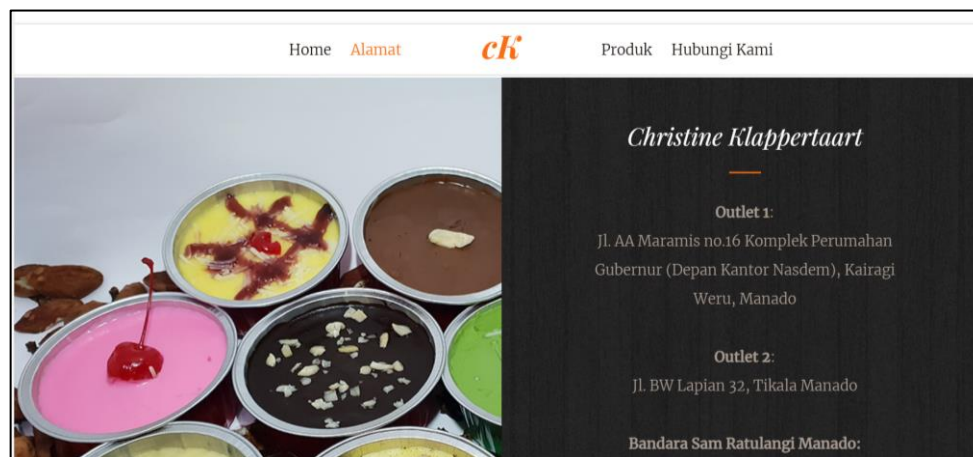 Home Alamat cK Produk Hubungi Kami
Christine Klappertaart
Outlet 1:
Jl. AA Maramis no.16 Komplek Perumahan
Gubernur (Depan Kantor Nasdem), Kairagi
Weru, Manado
Outlet 2:
Jl. BW Lapian 32, Tikala Manado
Bandara Sam Ratulangi Manado: